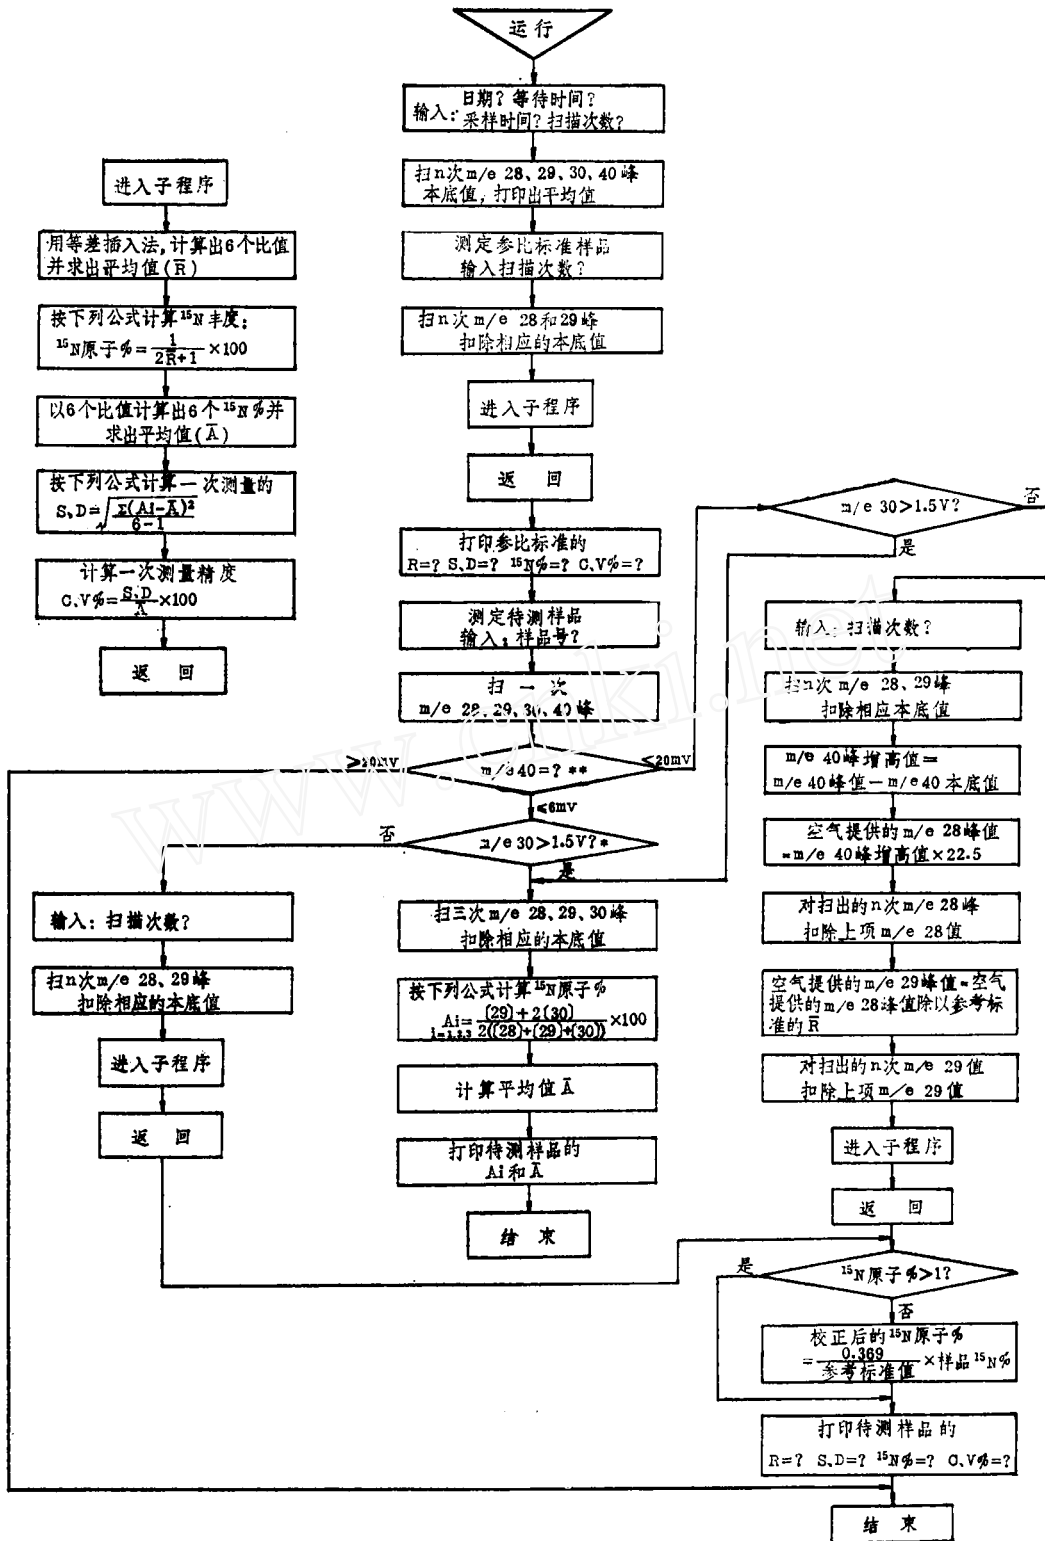 运行
输入：日期？等待时间？
采样时间？扫描次数？
扫n次m/e 28、29、30、40峰
本底值，打印出平均值
测定参比标准样品
输入扫描次数？
扫n次m/e 28和29峰
扣除相应的本底值
进入子程序
返 回
打印参比标准的
R=? S、D=? ¹⁵N%=? C、V%=?
测定待测样品
输入：样品号？
扫一次
m/e 28、29、30、40峰
m/e 40=? **
≥20mv
≤20mv
≤6mv
m/e 30>1.5V?*
否
是
扫三次m/e 28、29、30峰
扣除相应的本底值
按下列公式计算¹⁵N原子%
Ai=[29]+2[30]/2([28]+[29]+[30])×100
i=1,2,3
计算平均值Ā
打印待测样品的
Ai和Ā
结 束
进入子程序
用等差插入法，计算出6个比值
并求出平均值(R̄)
按下列公式计算¹⁵N丰度：
¹⁵N原子%=1/2R̄+1×100
以6个比值计算出6个¹⁵N%并
求出平均值(Ā)
按下列公式计算一次测量的
S、D=√Σ(Ai-Ā)²/6-1
计算一次测量精度
C、V%=S、D/Ā×100
返 回
输入：扫描次数？
扫n次m/e 28、29峰
扣除相应的本底值
进入子程序
返 回
m/e 30>1.5V?
否
是
输入：扫描次数？
扫n次m/e 28、29峰
扣除相应本底值
m/e 40峰增高值=
m/e 40峰值-m/e 40本底值
空气提供的m/e 28峰值
=m/e 40峰增高值×22.5
对扫出的n次m/e 28峰
扣除上项m/e 28值
空气提供的m/e 29峰值=空气
提供的m/e 28峰值除以参考标
准的R̄
对扫出的n次m/e 29值
扣除上项m/e 29值
进入子程序
返 回
¹⁵N原子%>1?
是
否
校正后的¹⁵N原子%
=0.369/参考标准值×样品¹⁵N%
打印待测样品的
R=? S、D=? ¹⁵N%=? C、V%=?
结 束
www.cnki.net